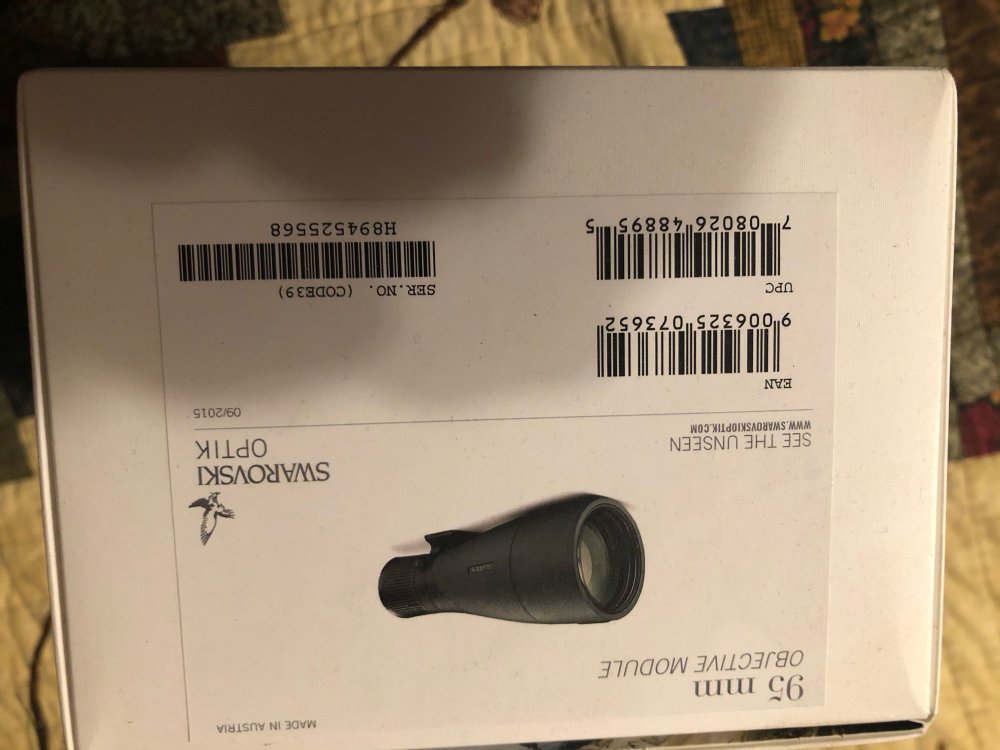 MADE IN AUSTRIA
95 mm
OBJECTIVE MODULE
SWAROVSKI
SWAROVSKI
OPTIK
SEE THE UNSEEN
WWW.SWAROVSKIOPTIK.COM
09/2015
EAN
9 006325 073652
UPC
7 08026 48895 5
SER.NO. (CODE39)
H894525568